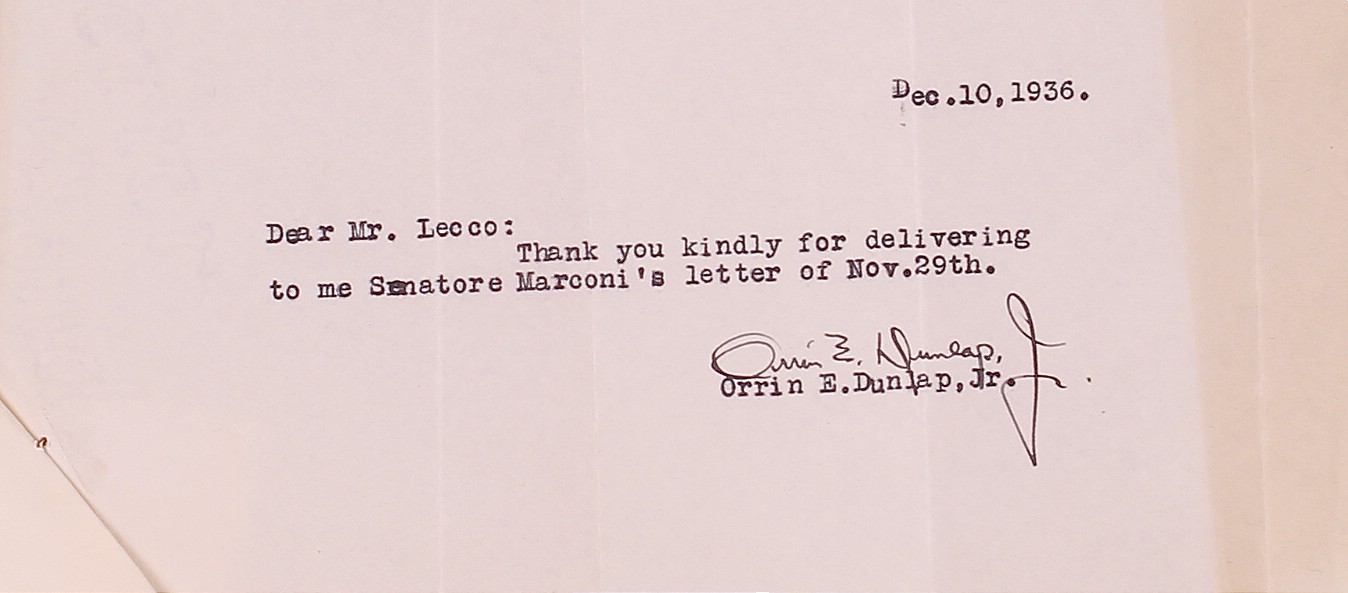 Dec.10,1936.
Dear Mr. Lecco:
Thank you kindly for delivering
to me Senatore Marconi's letter of Nov.29th.
Orrin E. Dunlap, Jr.
Orrin E.Dunlap,Jr.